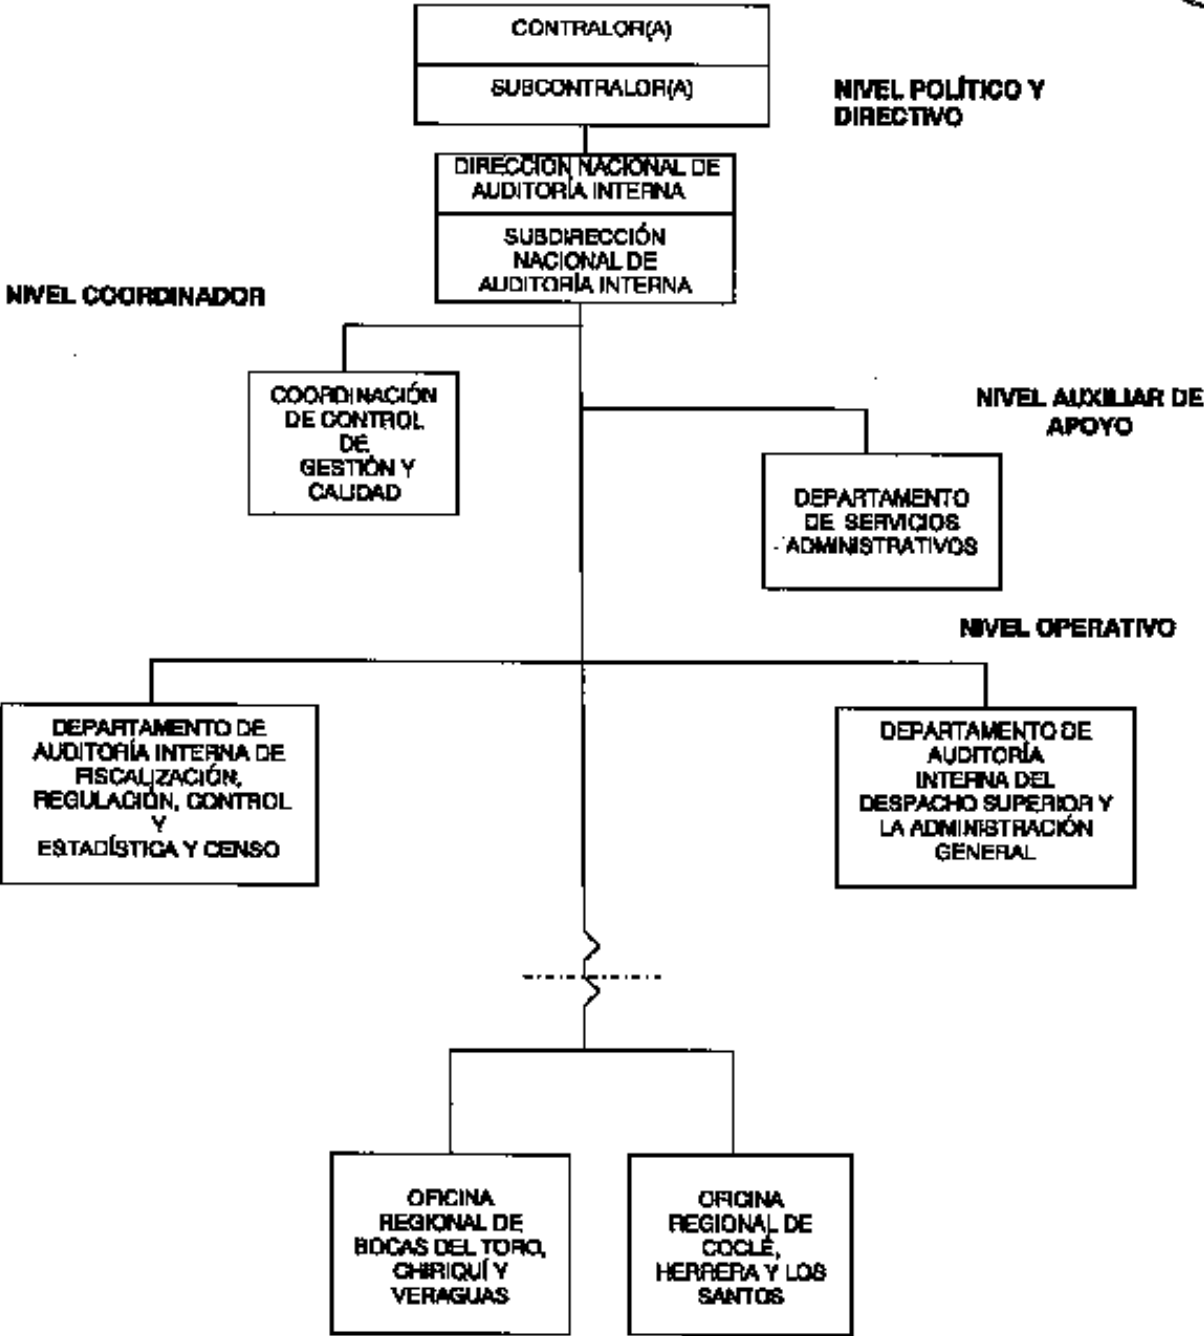 CONTRALOR(A)
SUBCONTRALOR(A)
NIVEL POLÍTICO Y
DIRECTIVO
DIRECCIÓN NACIONAL DE
AUDITORÍA INTERNA
SUBDIRECCIÓN
NACIONAL DE
AUDITORÍA INTERNA
NIVEL COORDINADOR
COORDINACIÓN
DE CONTROL
DE
GESTIÓN Y
CALIDAD
NIVEL AUXILIAR DE
APOYO
DEPARTAMENTO
DE SERVICIOS
ADMINISTRATIVOS
NIVEL OPERATIVO
DEPARTAMENTO DE
AUDITORÍA INTERNA DE
FISCALIZACIÓN,
REGULACIÓN, CONTROL
Y
ESTADÍSTICA Y CENSO
DEPARTAMENTO DE
AUDITORÍA
INTERNA DEL
DESPACHO SUPERIOR Y
LA ADMINISTRACIÓN
GENERAL
OFICINA
REGIONAL DE
BOCAS DEL TORO,
CHIRIQUÍ Y
VERAGUAS
OFICINA
REGIONAL DE
COCLÉ,
HERRERA Y LOS
SANTOS